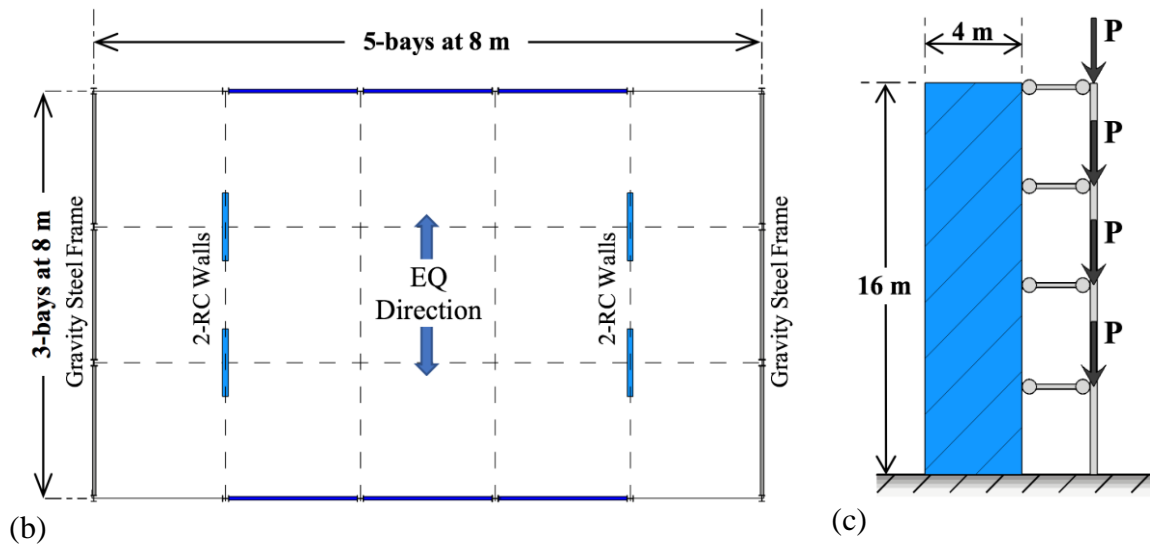 5-bays at 8 m
3-bays at 8 m
Gravity Steel Frame
2-RC Walls
EQ
Direction
2-RC Walls
Gravity Steel Frame
(b)
4 m
P
P
P
P
16 m
(c)